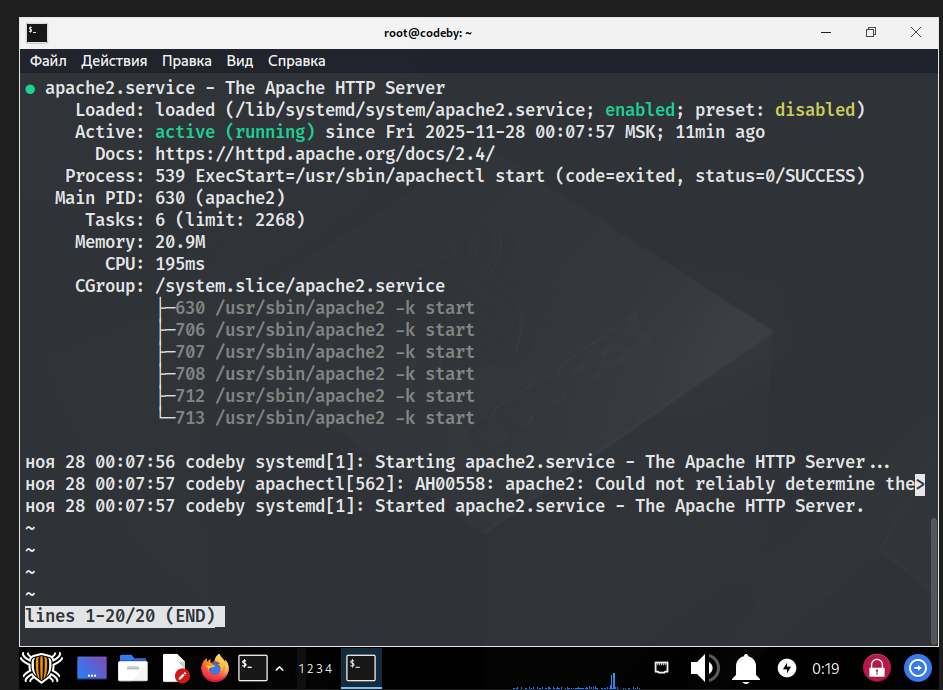 root@codeby: ~
Файл Действия Правка Вид Справка
● apache2.service - The Apache HTTP Server
Loaded: loaded (/lib/systemd/system/apache2.service; enabled; preset: disabled)
Active: active (running) since Fri 2025-11-28 00:07:57 MSK; 11min ago
Docs: https://httpd.apache.org/docs/2.4/
Process: 539 ExecStart=/usr/sbin/apachectl start (code=exited, status=0/SUCCESS)
Main PID: 630 (apache2)
Tasks: 6 (limit: 2268)
Memory: 20.9M
CPU: 195ms
CGroup: /system.slice/apache2.service
├─630 /usr/sbin/apache2 -k start
├─706 /usr/sbin/apache2 -k start
├─707 /usr/sbin/apache2 -k start
├─708 /usr/sbin/apache2 -k start
├─712 /usr/sbin/apache2 -k start
└─713 /usr/sbin/apache2 -k start
ноя 28 00:07:56 codeby systemd[1]: Starting apache2.service - The Apache HTTP Server...
ноя 28 00:07:57 codeby apachectl[562]: AH00558: apache2: Could not reliably determine the>
ноя 28 00:07:57 codeby systemd[1]: Started apache2.service - The Apache HTTP Server.
~
~
~
~
lines 1-20/20 (END)
1 2 3 4 0:19